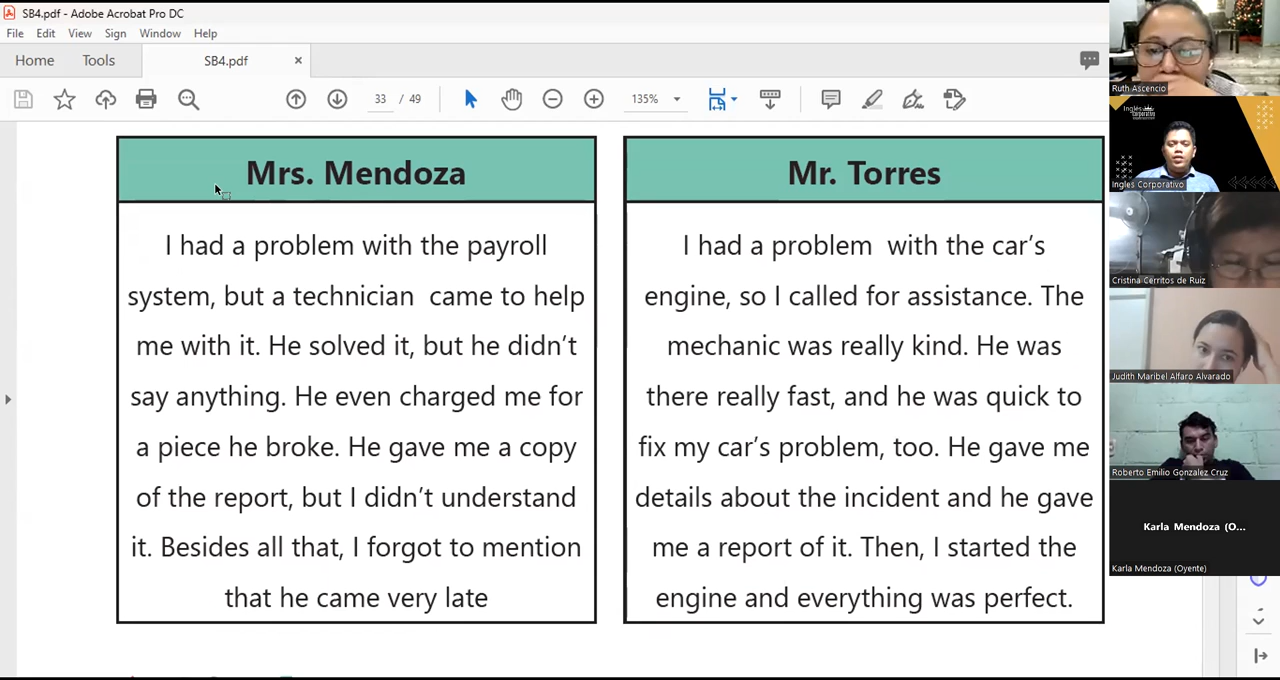 SB4.pdf - Adobe Acrobat Pro DC
File Edit View Sign Window Help
Home Tools SB4.pdf ×
33 / 49 135%
Mrs. Mendoza
I had a problem with the payroll
system, but a technician came to help
me with it. He solved it, but he didn't
say anything. He even charged me for
a piece he broke. He gave me a copy
of the report, but I didn't understand
it. Besides all that, I forgot to mention
that he came very late
Mr. Torres
I had a problem with the car's
engine, so I called for assistance. The
mechanic was really kind. He was
there really fast, and he was quick to
fix my car's problem, too. He gave me
details about the incident and he gave
me a report of it. Then, I started the
engine and everything was perfect.
Ruth Ascencio
Inglés Corporativo
Cristina Cerritos de Ruiz
Judith Maribel Alfaro Alvarado
Roberto Emilio Gonzalez Cruz
Karla Mendoza (O...
Karla Mendoza (Oyente)